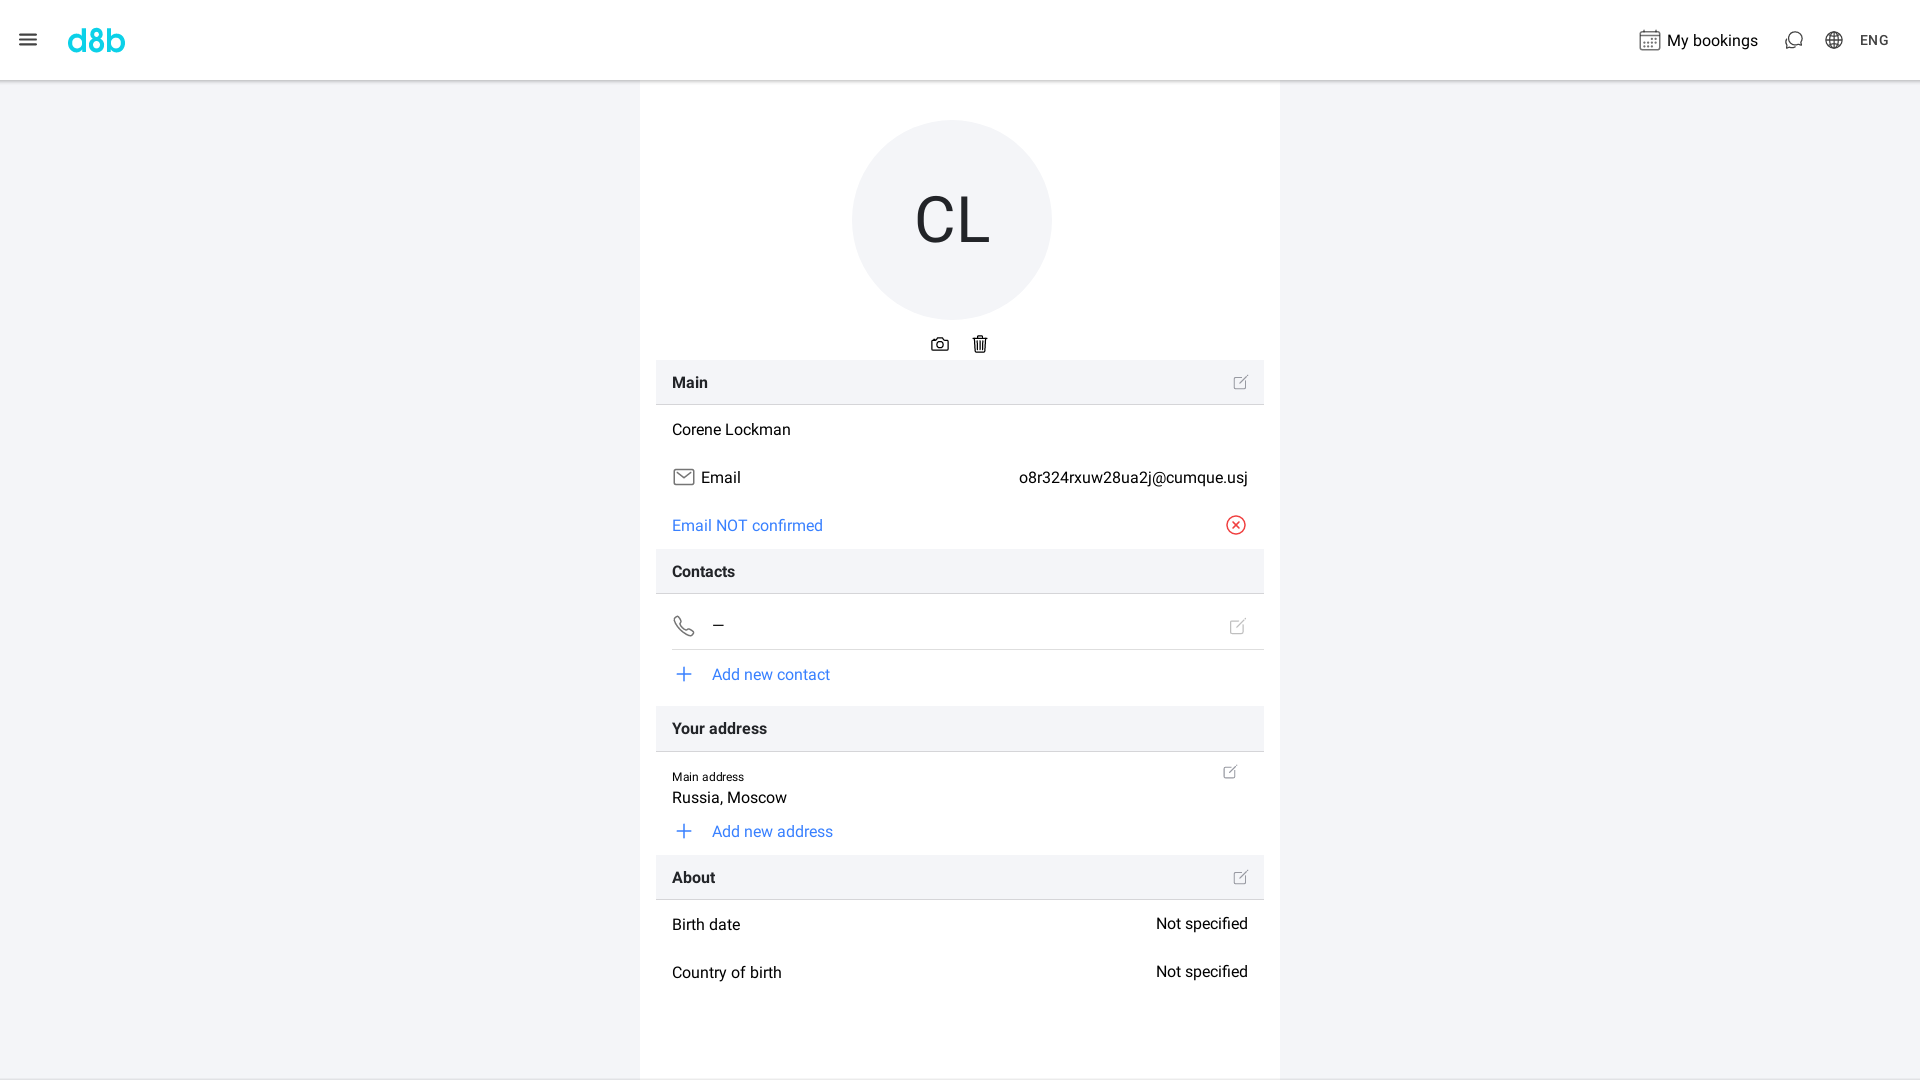 d8b
My bookings
ENG
CL
Main
Corene Lockman
Email
o8r324rxuw28ua2j@cumque.usj
Email NOT confirmed
Contacts
—
Add new contact
Your address
Main address
Russia, Moscow
Add new address
About
Birth date
Not specified
Country of birth
Not specified